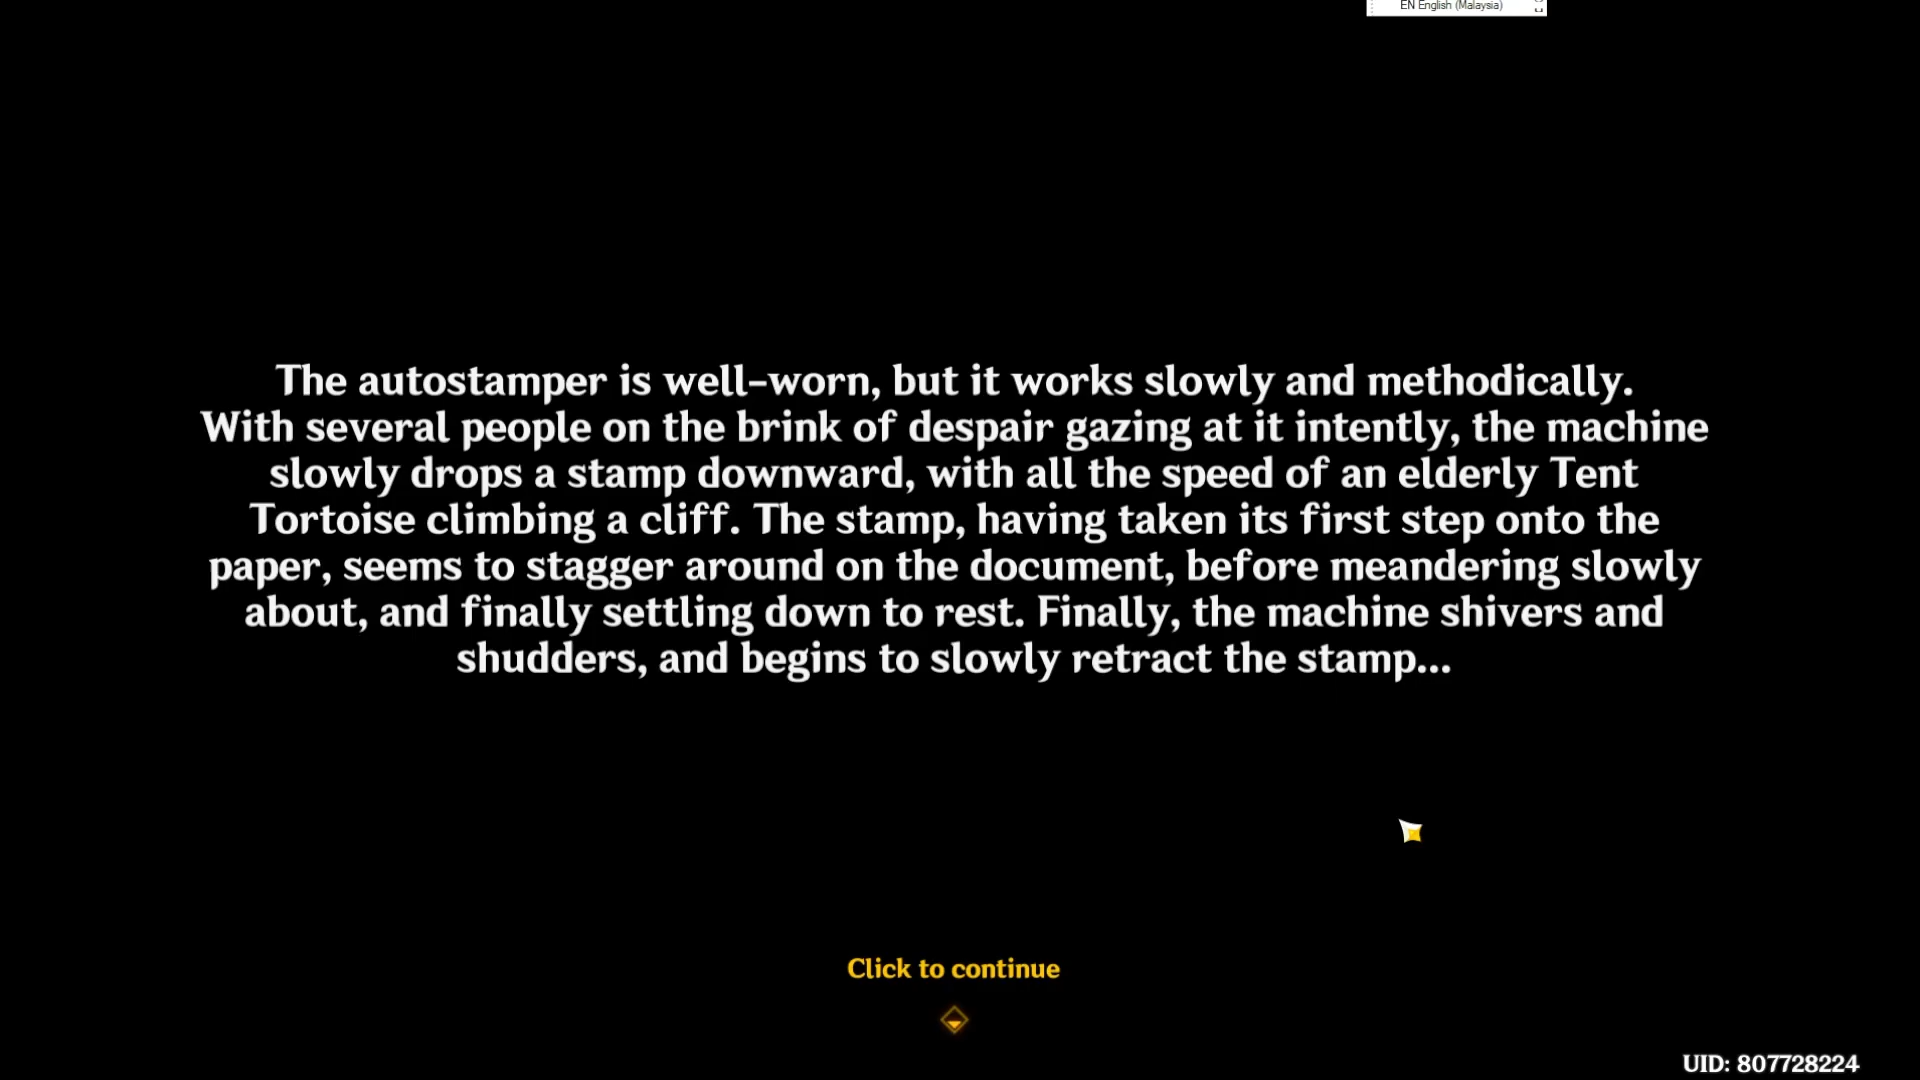 EN English (Malaysia)
The autostamper is well-worn, but it works slowly and methodically.
With several people on the brink of despair gazing at it intently, the machine
slowly drops a stamp downward, with all the speed of an elderly Tent
Tortoise climbing a cliff. The stamp, having taken its first step onto the
paper, seems to stagger around on the document, before meandering slowly
about, and finally settling down to rest. Finally, the machine shivers and
shudders, and begins to slowly retract the stamp...
Click to continue
UID: 807728224